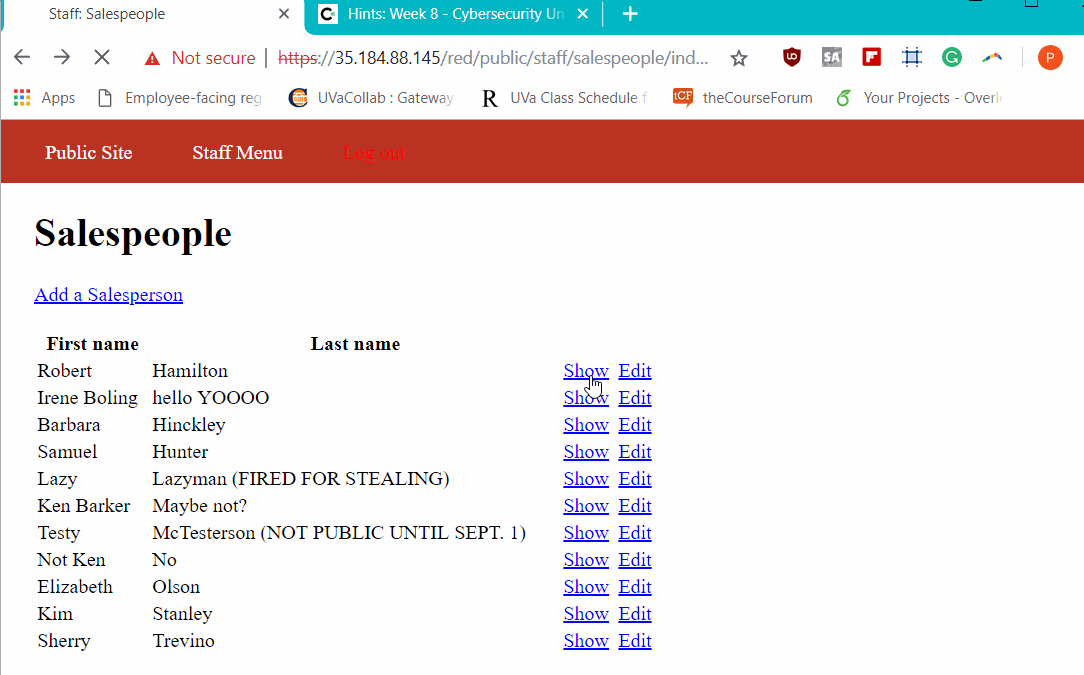 Staff: Salespeople
Hints: Week 8 - Cybersecurity Un
Not secure https://35.184.88.145/red/public/staff/salespeople/ind...
Apps Employee-facing reg UVaCollab : Gateway UVa Class Schedule f theCourseForum Your Projects - Overl
Public Site Staff Menu Log out
Salespeople
Add a Salesperson
First name Last name
Robert Hamilton Show Edit
Irene Boling hello YOOOO Show Edit
Barbara Hinckley Show Edit
Samuel Hunter Show Edit
Lazy Lazyman (FIRED FOR STEALING) Show Edit
Ken Barker Maybe not? Show Edit
Testy McTesterson (NOT PUBLIC UNTIL SEPT. 1) Show Edit
Not Ken No Show Edit
Elizabeth Olson Show Edit
Kim Stanley Show Edit
Sherry Trevino Show Edit